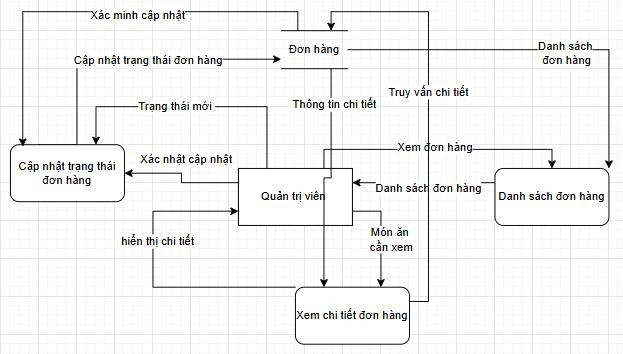 Xác minh cập nhật
Đơn hàng
Danh sách
đơn hàng
Cập nhật trạng thái đơn hàng
Truy vấn chi tiết
Thông tin chi tiết
Trạng thái mới
Xem đơn hàng
Xác nhật cập nhật
Cập nhật trạng thái
đơn hàng
Quản trị viên
Danh sách đơn hàng
Danh sách đơn hàng
hiển thị chi tiết
Món ăn
cần xem
Xem chi tiết đơn hàng